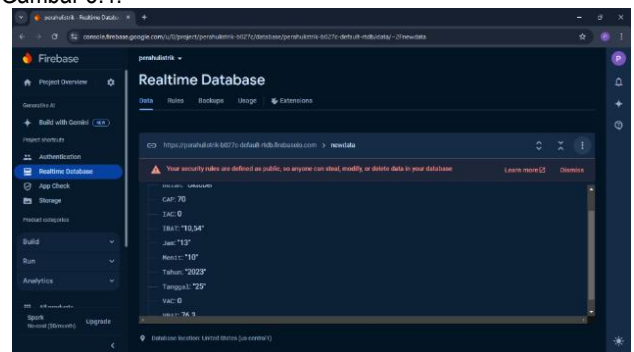 perahulistrik - Realtime Databa
console.firebase.google.com/u/0/project/perahulistrik-b027c/database/perahulistrik-b027c-default-rtdb/data/~2Fnewdata
Firebase
perahulistrik
P
Project Overview
Realtime Database
Data Rules Backups Usage Extensions
Generative AI
Build with Gemini NEW
Project shortcuts
Authentication
Realtime Database
App Check
Storage
Product categories
Build
Run
Analytics
Spark
No-cost ($0/month)
Upgrade
https://perahulistrik-b027c-default-rtdb.firebaseio.com > newdata
Your security rules are defined as public, so anyone can steal, modify, or delete data in your database
Learn more Dismiss
CAP: 70
IAC: 0
IBAT: "10,54"
Jam: "13"
Menit: "10"
Tahun: "2023"
Tanggal: "25"
VAC: 0
Database location: United States (us-central1)